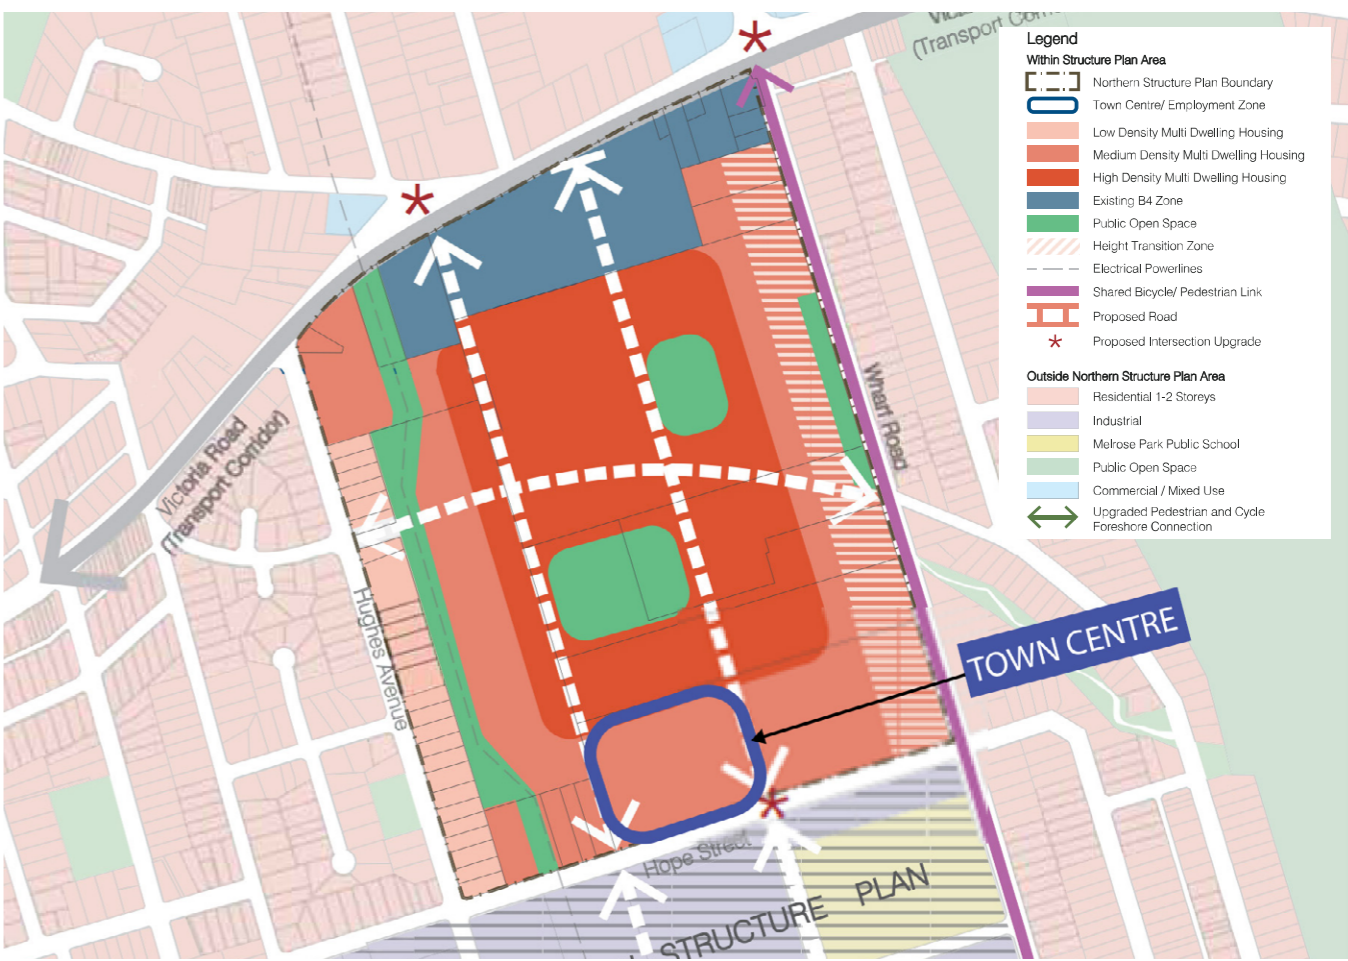 Victoria Road
(Transport Corridor)
(Transport
Legend
Within Structure Plan Area
Northern Structure Plan Boundary
Town Centre/ Employment Zone
Low Density Multi Dwelling Housing
Medium Density Multi Dwelling Housing
High Density Multi Dwelling Housing
Existing B4 Zone
Public Open Space
Height Transition Zone
Electrical Powerlines
Shared Bicycle/ Pedestrian Link
Proposed Road
Proposed Intersection Upgrade
Outside Northern Structure Plan Area
Residential 1-2 Storeys
Industrial
Melrose Park Public School
Public Open Space
Commercial / Mixed Use
Upgraded Pedestrian and Cycle
Foreshore Connection
Wharf Road
Hughes Avenue
TOWN CENTRE
Hope Street
STRUCTURE PLAN